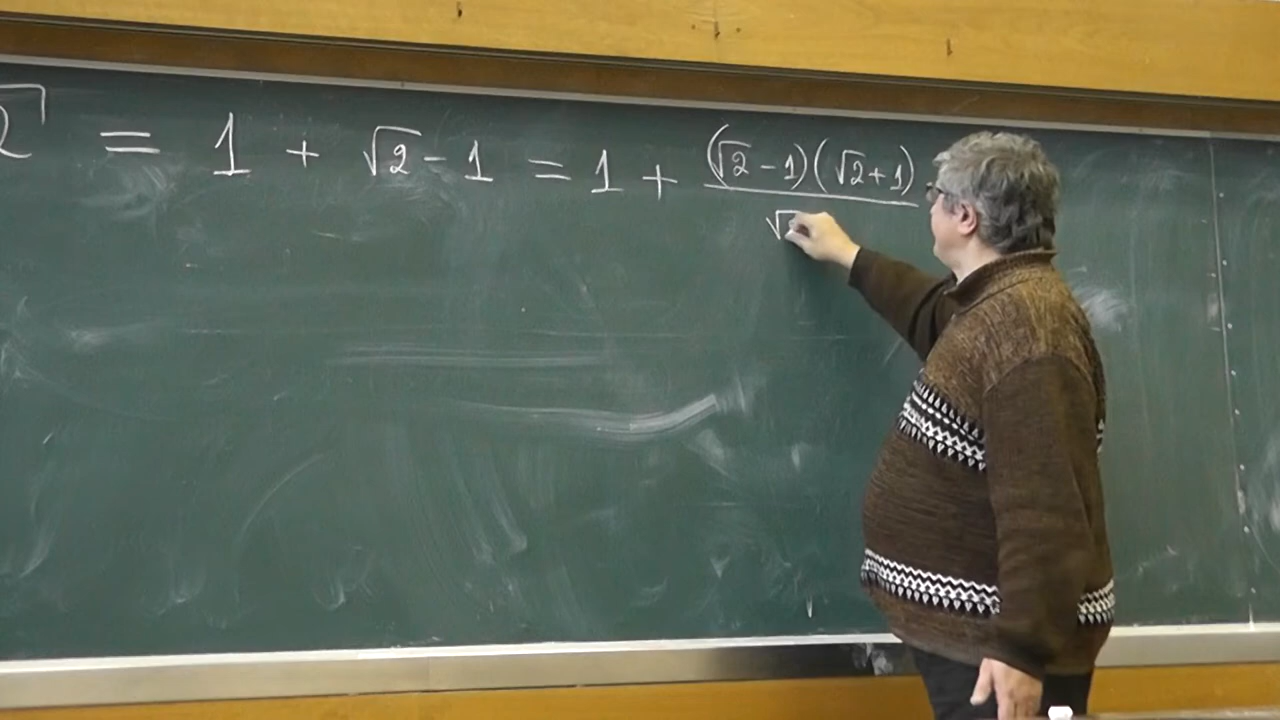 √2 = 1 + √2 - 1 = 1 + (√2 - 1)(√2 + 1)
√